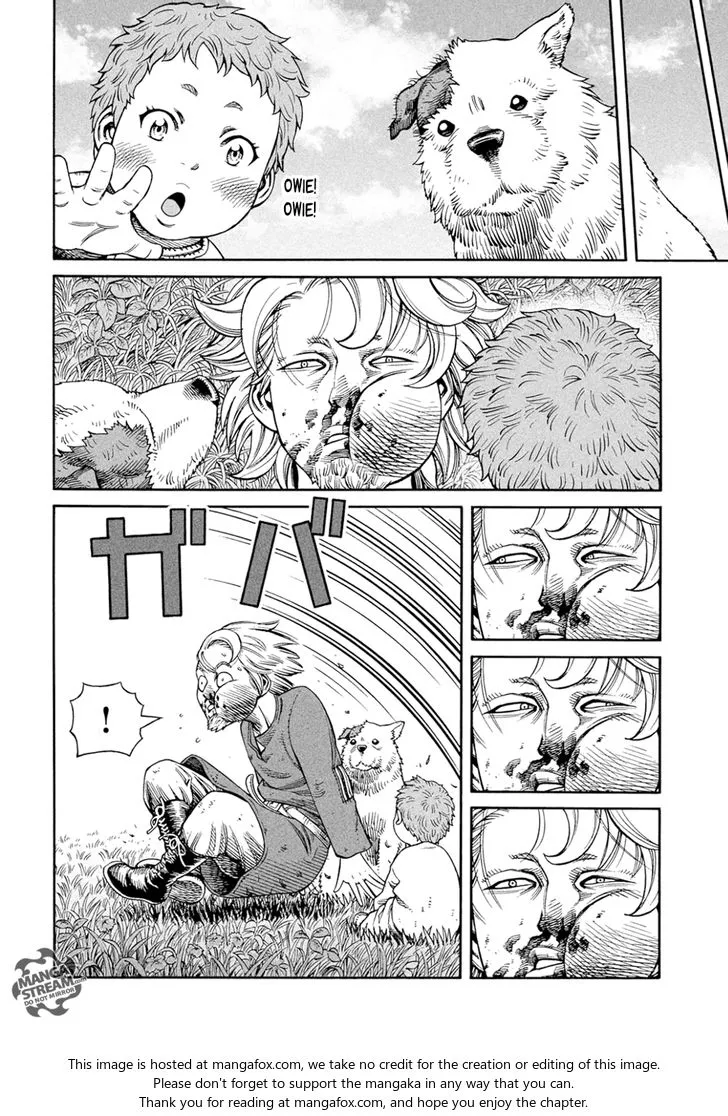 OWIE!
OWIE!
ガバ
!
MANGA
STREAM.com
DO NOT MIRROR
This image is hosted at mangafox.com, we take no credit for the creation or editing of this image.
Please don't forget to support the mangaka in any way that you can.
Thank you for reading at mangafox.com, and hope you enjoy the chapter.